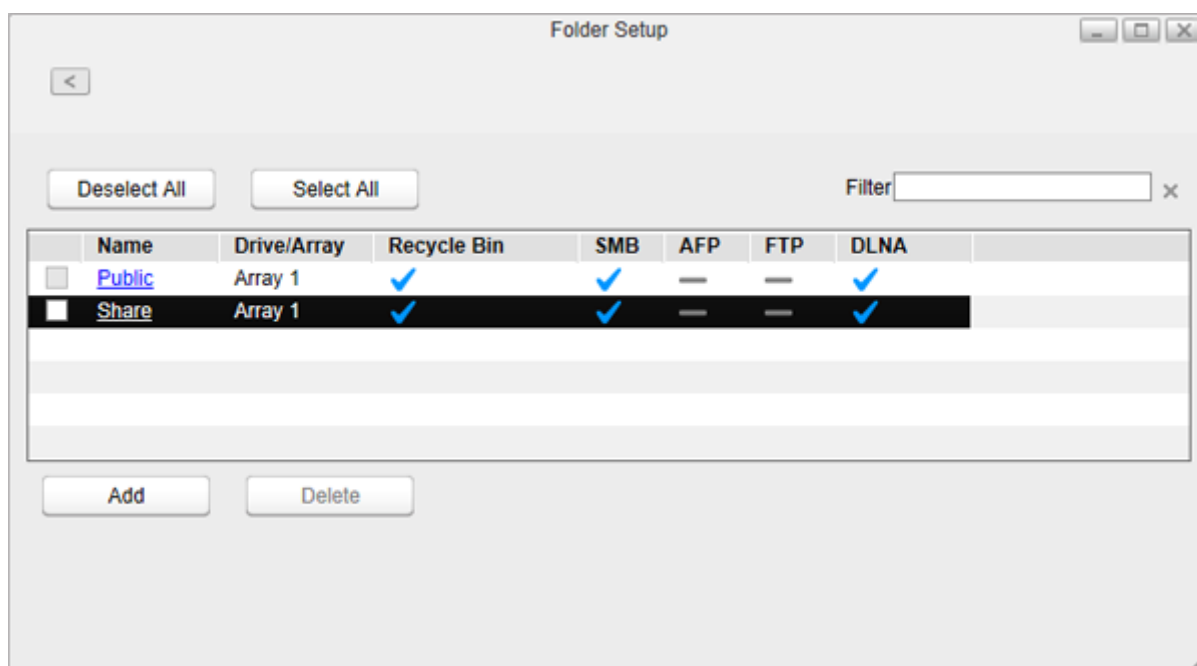 Folder Setup
<
Deselect All Select All Filter
Name Drive/Array Recycle Bin SMB AFP FTP DLNA
Public Array 1
Share Array 1
Add Delete